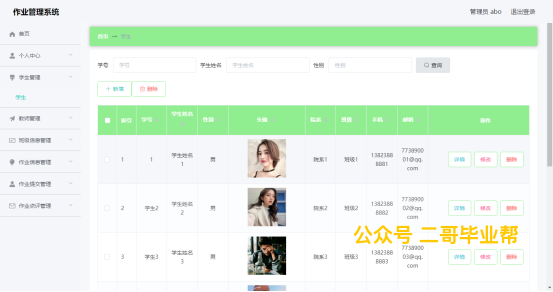 作业管理系统
管理员 abo 退出登录
首页
首页 学生
个人中心
学号 学号 学生姓名 学生姓名 性别 性别 查询
学生管理
学生
新增 删除
教师管理
班级信息管理
作业信息管理
作业提交管理
作业点评管理
索引 学号 学生姓名 性别 头像 院系 班级 手机 邮箱 操作
1 1 学生姓名1 男 院系1 班级1 13823888881 773890001@qq.com 详情 修改 删除
2 学生2 学生姓名2 男 院系2 班级2 13823888882 773890002@qq.com 详情 修改 删除
3 学生3 学生姓名3 男 院系3 班级3 13823888883 773890003@qq.com 详情 修改 删除
公众号 二哥毕业帮